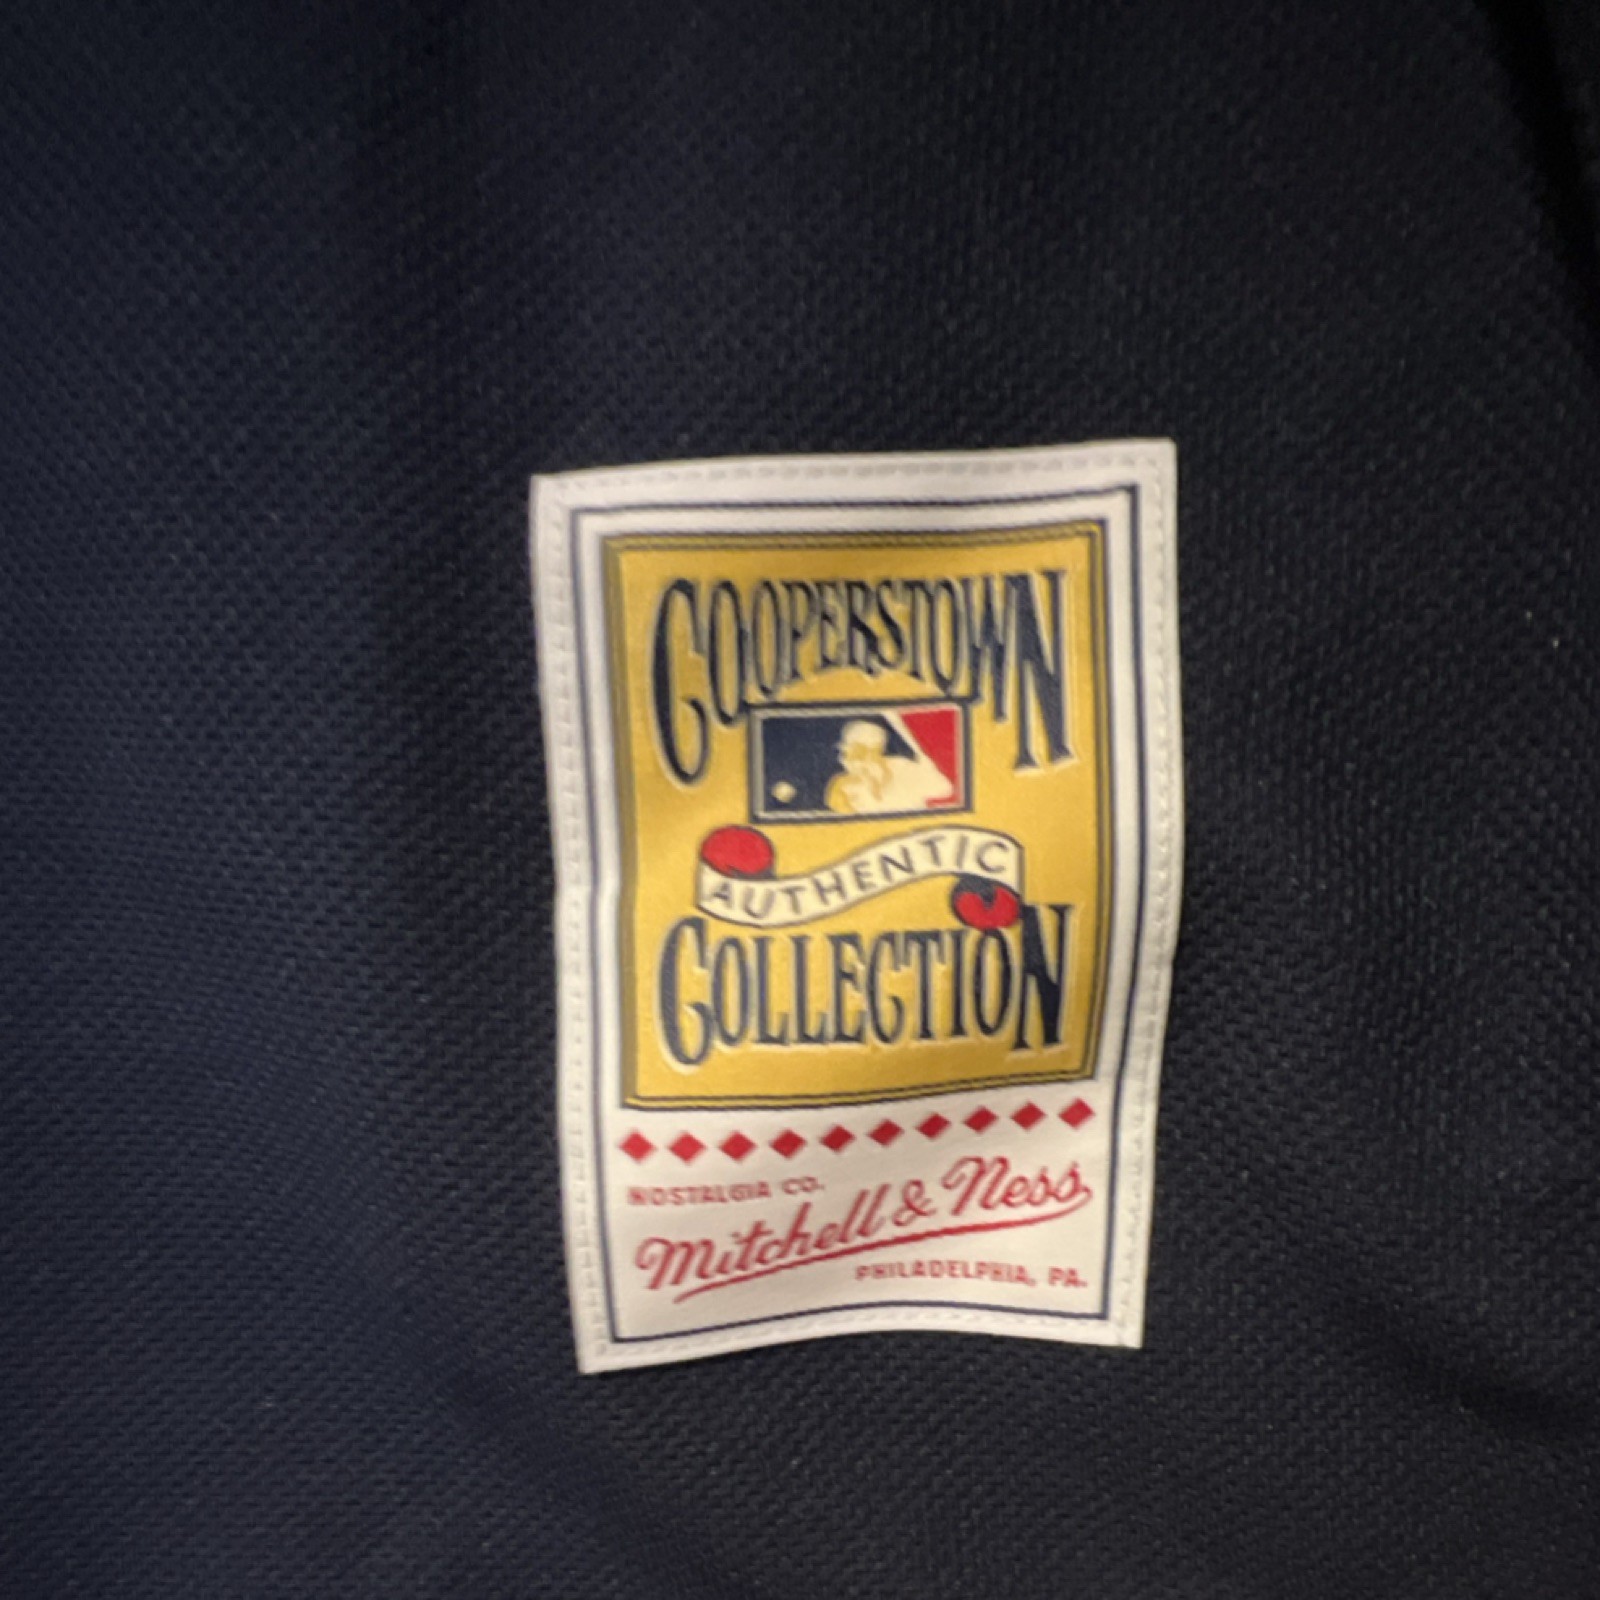 COOPERSTOWN
AUTHENTIC
COLLECTION
NOSTALGIA CO.
Mitchell & Ness
PHILADELPHIA, PA.